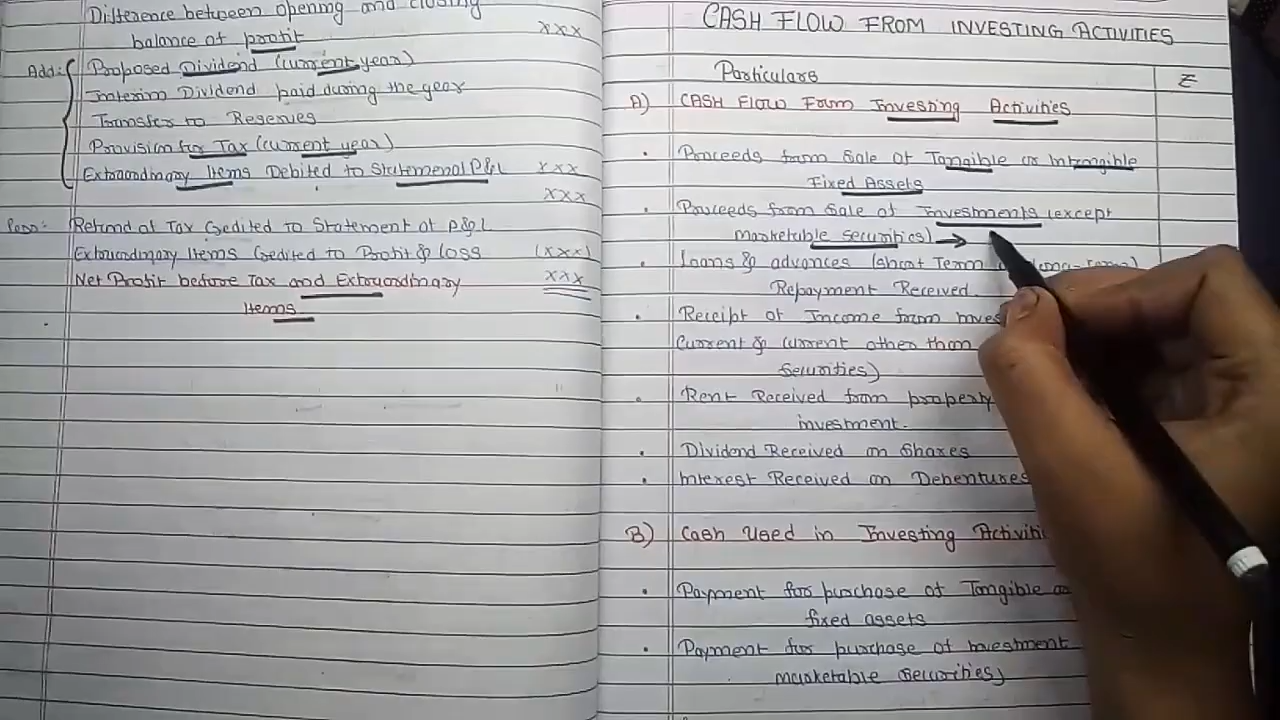 Difference between opening and closing
balance of profit xxx
Add: Proposed Dividend (current year)
Interim Dividend paid during the year
Transfer to Reserves
Provision for Tax (current year)
Extraordinary Items Debited to Statemenal P&L xxx
xxx
Less: Refund of Tax Credited to Statement of P&L
Extraordinary Items Credited to Profit & Loss (xxx)
Net Profit before Tax and Extraordinary xxx
Items
CASH FLOW FROM INVESTING ACTIVITIES
Particulars ₹
A) CASH Flow From Investing Activities
• Proceeds from Sale of Tangible or Intangible
Fixed Assets
• Proceeds from Sale of Investments (except
marketable securities) →
• Loans & advances (Short Term
Repayment Received.
• Receipt of Income from
Current & current other than
Securities)
• Rent Received from property
investment.
• Dividend Received on Shares
• Interest Received on Debentures
B) Cash Used in Investing
• Payment for purchase of Tangible
fixed assets
• Payment for purchase of Investment
marketable Securities)